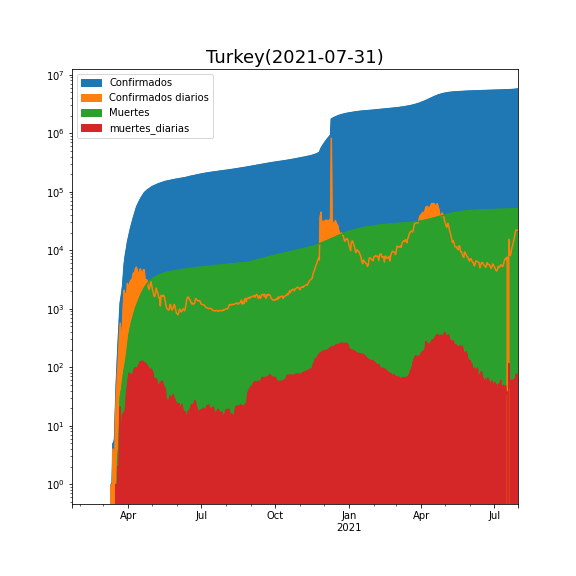 Turkey(2021-07-31)
Confirmados
Confirmados diarios
Muertes
muertes_diarias
10⁷
10⁶
10⁵
10⁴
10³
10²
10¹
10⁰
Apr Jul Oct Jan Apr Jul
2021